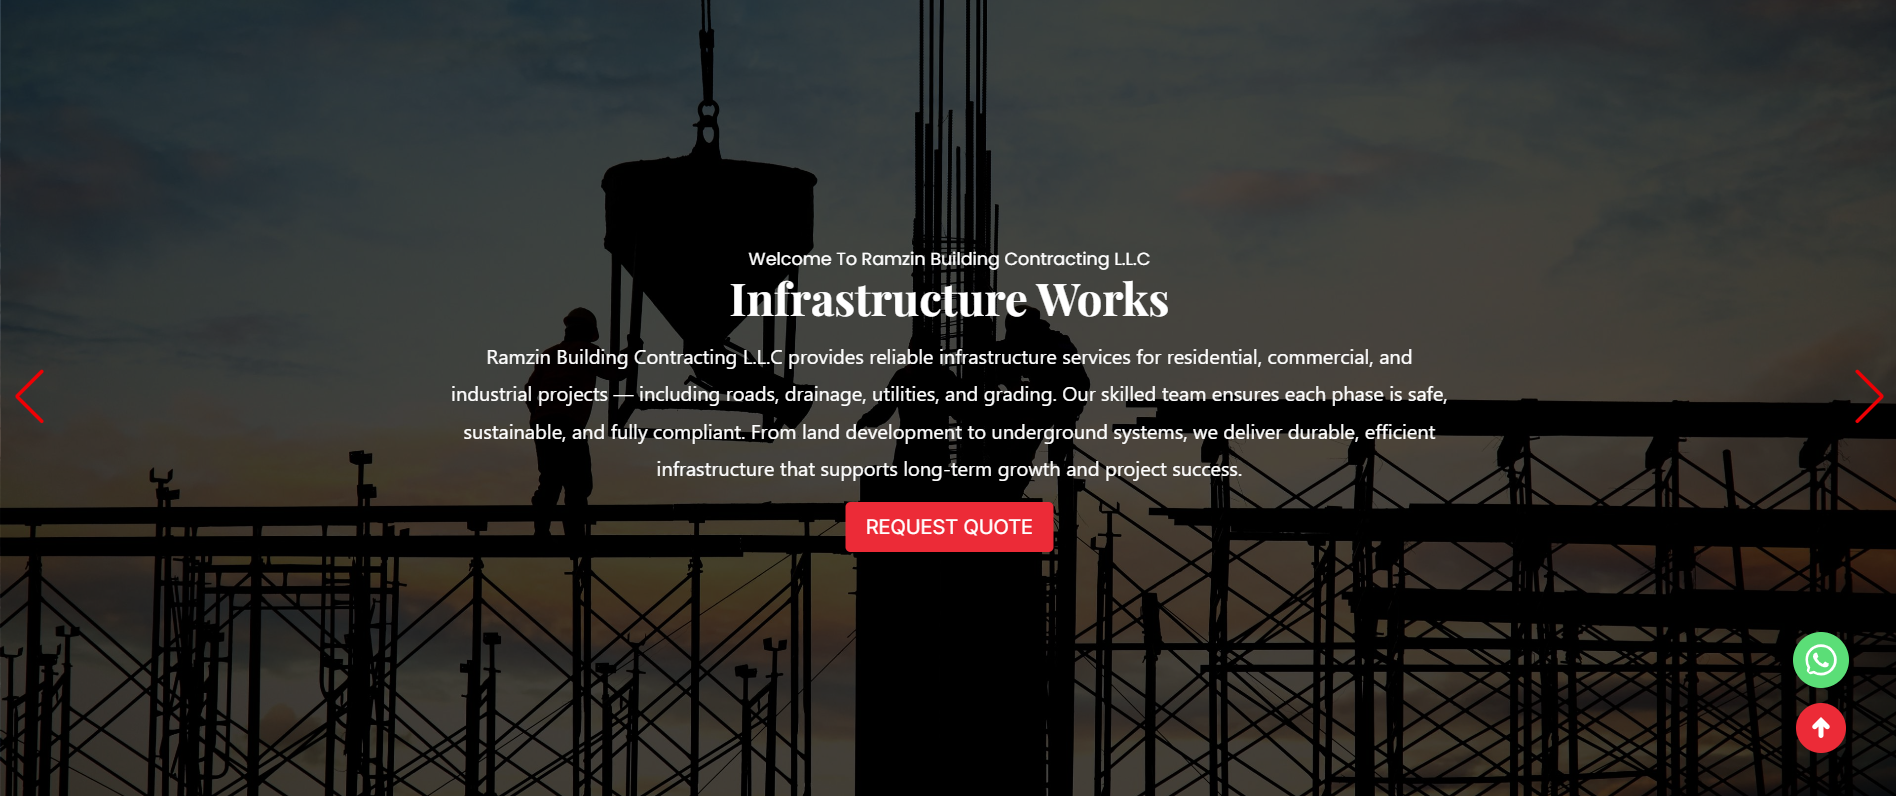 Welcome To Ramzin Building Contracting L.L.C
Infrastructure Works
Ramzin Building Contracting L.L.C provides reliable infrastructure services for residential, commercial, and
industrial projects — including roads, drainage, utilities, and grading. Our skilled team ensures each phase is safe,
sustainable, and fully compliant. From land development to underground systems, we deliver durable, efficient
infrastructure that supports long-term growth and project success.
REQUEST QUOTE